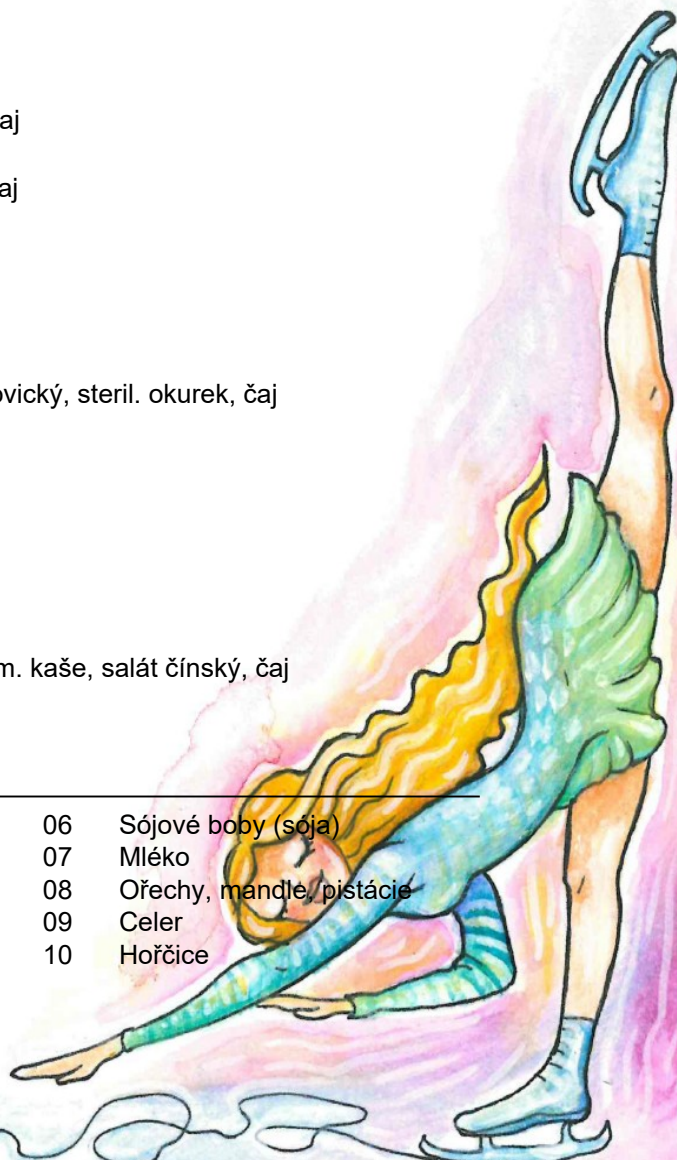 aj
aj
ovický, steril. okurek, čaj
m. kaše, salát čínský, čaj
06 Sójové boby (sója)
07 Mléko
08 Ořechy, mandle, pistácie
09 Celer
10 Hořčice